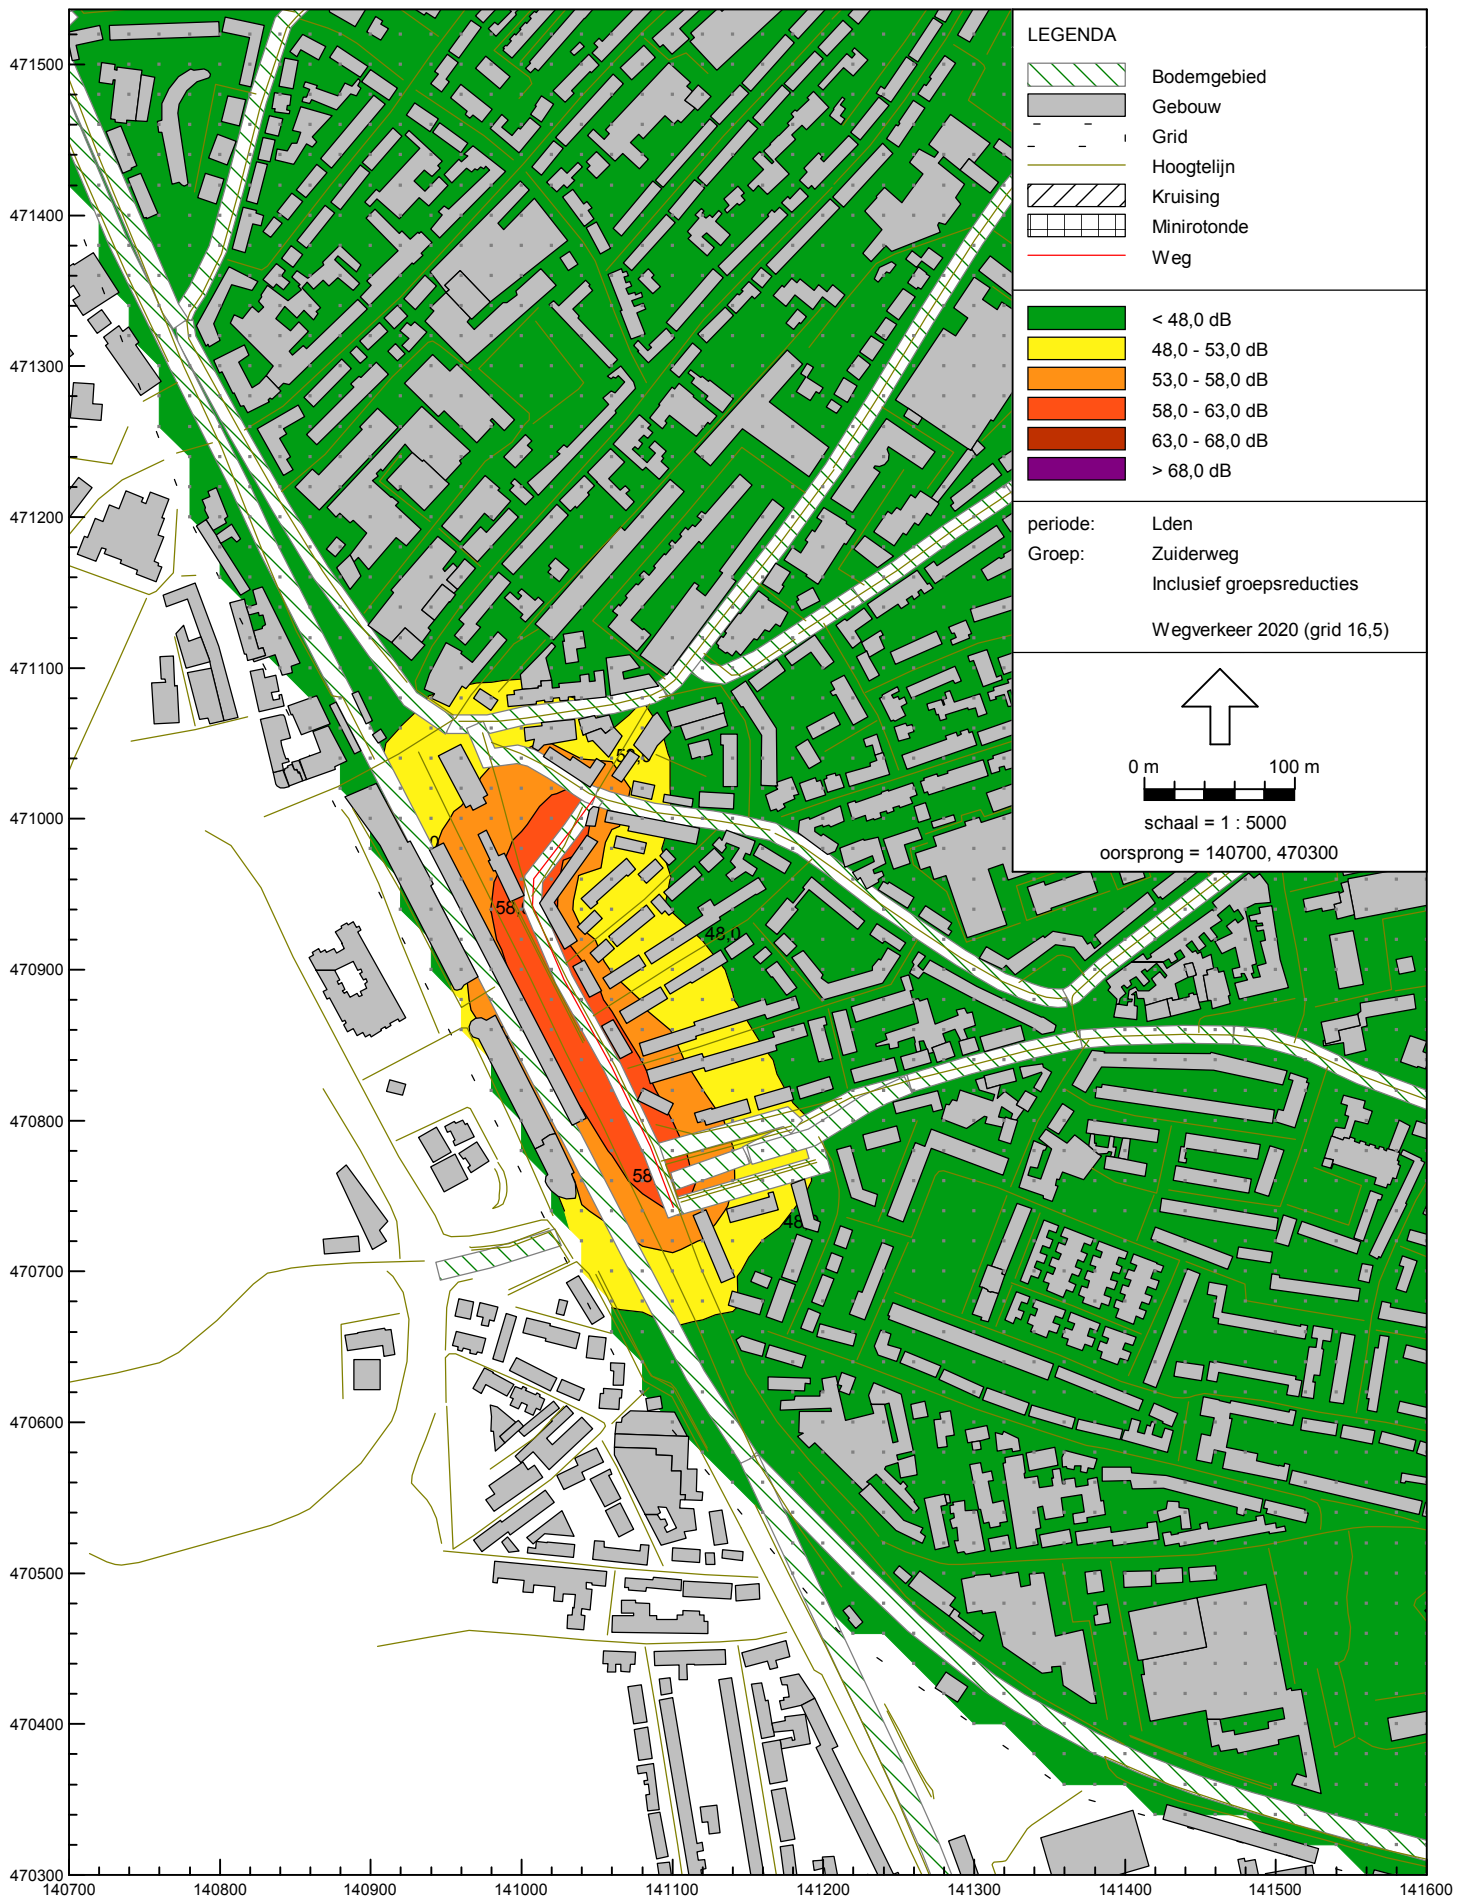 LEGENDA
Bodemgebied
Gebouw
Grid
Hoogtelijn
Kruising
Minirotonde
Weg
< 48,0 dB
48,0 - 53,0 dB
53,0 - 58,0 dB
58,0 - 63,0 dB
63,0 - 68,0 dB
> 68,0 dB
periode: Lden
Groep: Zuiderweg
Inclusief groepsreducties
Wegverkeer 2020 (grid 16,5)
0 m 100 m
schaal = 1 : 5000
oorsprong = 140700, 470300
471500
471400
471300
471200
471100
471000
470900
470800
470700
470600
470500
470400
470300
48,0
58
140700 140800 140900 141000 141100 141200 141300 141400 141500 141600